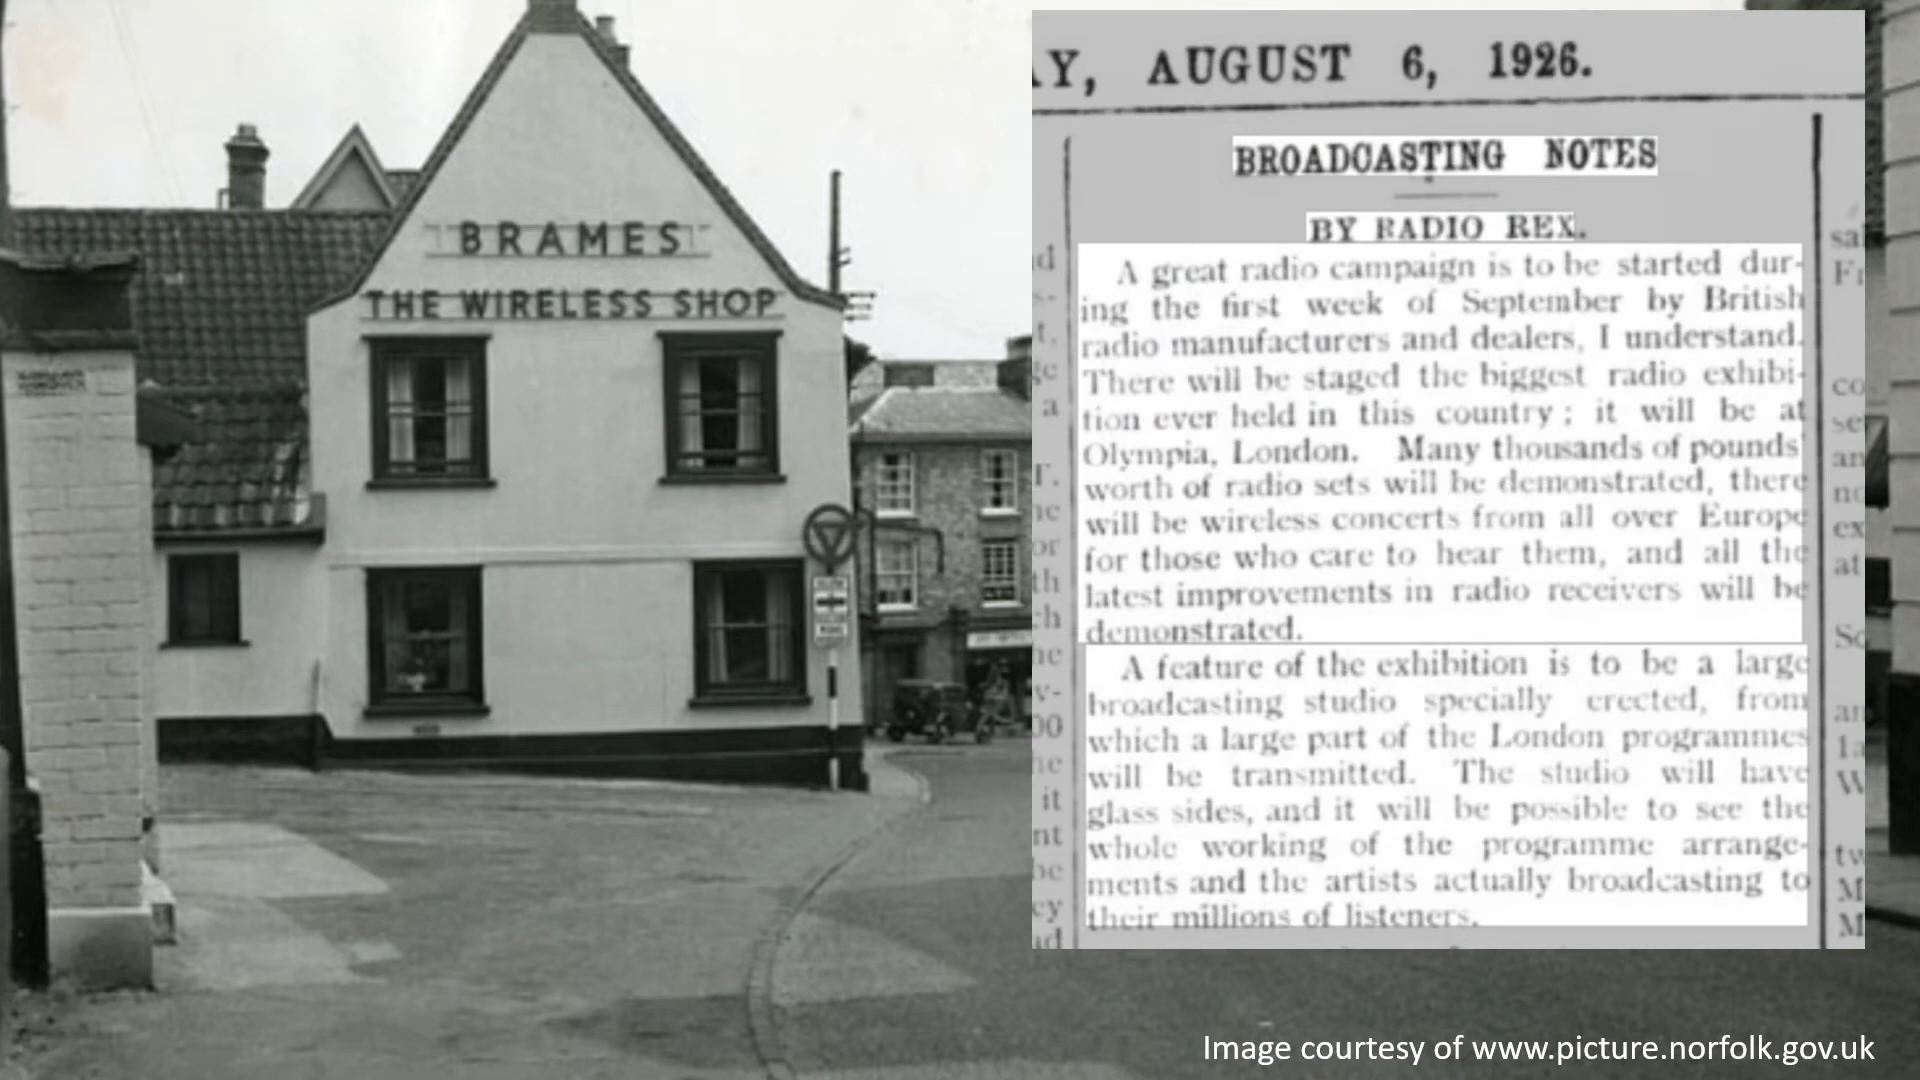 BRAMES
THE WIRELESS SHOP
AUGUST 6, 1926.
BROADCASTING NOTES
BY RADIO REX.
A great radio campaign is to be started dur-
ing the first week of September by British
radio manufacturers and dealers, I understand.
There will be staged the biggest radio exhibi-
tion ever held in this country; it will be at
Olympia, London. Many thousands of pounds'
worth of radio sets will be demonstrated, there
will be wireless concerts from all over Europe
for those who care to hear them, and all the
latest improvements in radio receivers will be
demonstrated.
A feature of the exhibition is to be a large
broadcasting studio specially erected, from
which a large part of the London programmes
will be transmitted. The studio will have
glass sides, and it will be possible to see the
whole working of the programme arrange-
ments and the artists actually broadcasting to
their millions of listeners.
Image courtesy of www.picture.norfolk.gov.uk